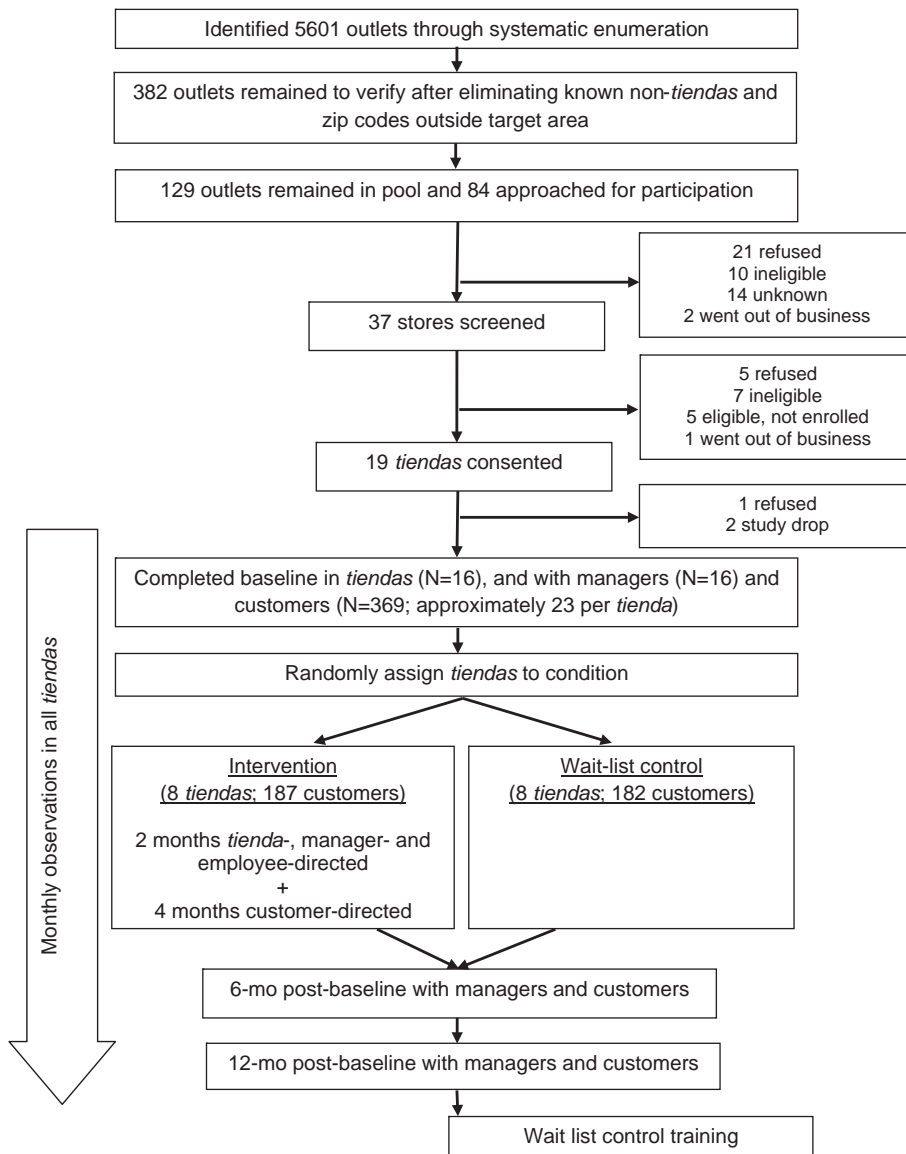 Identified 5601 outlets through systematic enumeration
382 outlets remained to verify after eliminating known non-tiendas and
zip codes outside target area
129 outlets remained in pool and 84 approached for participation
21 refused
10 ineligible
14 unknown
2 went out of business
37 stores screened
5 refused
7 ineligible
5 eligible, not enrolled
1 went out of business
19 tiendas consented
1 refused
2 study drop
Completed baseline in tiendas (N=16), and with managers (N=16) and
customers (N=369; approximately 23 per tienda)
Randomly assign tiendas to condition
Monthly observations in all tiendas
Intervention
(8 tiendas; 187 customers)
2 months tienda-, manager- and
employee-directed
+
4 months customer-directed
Wait-list control
(8 tiendas; 182 customers)
6-mo post-baseline with managers and customers
12-mo post-baseline with managers and customers
Wait list control training